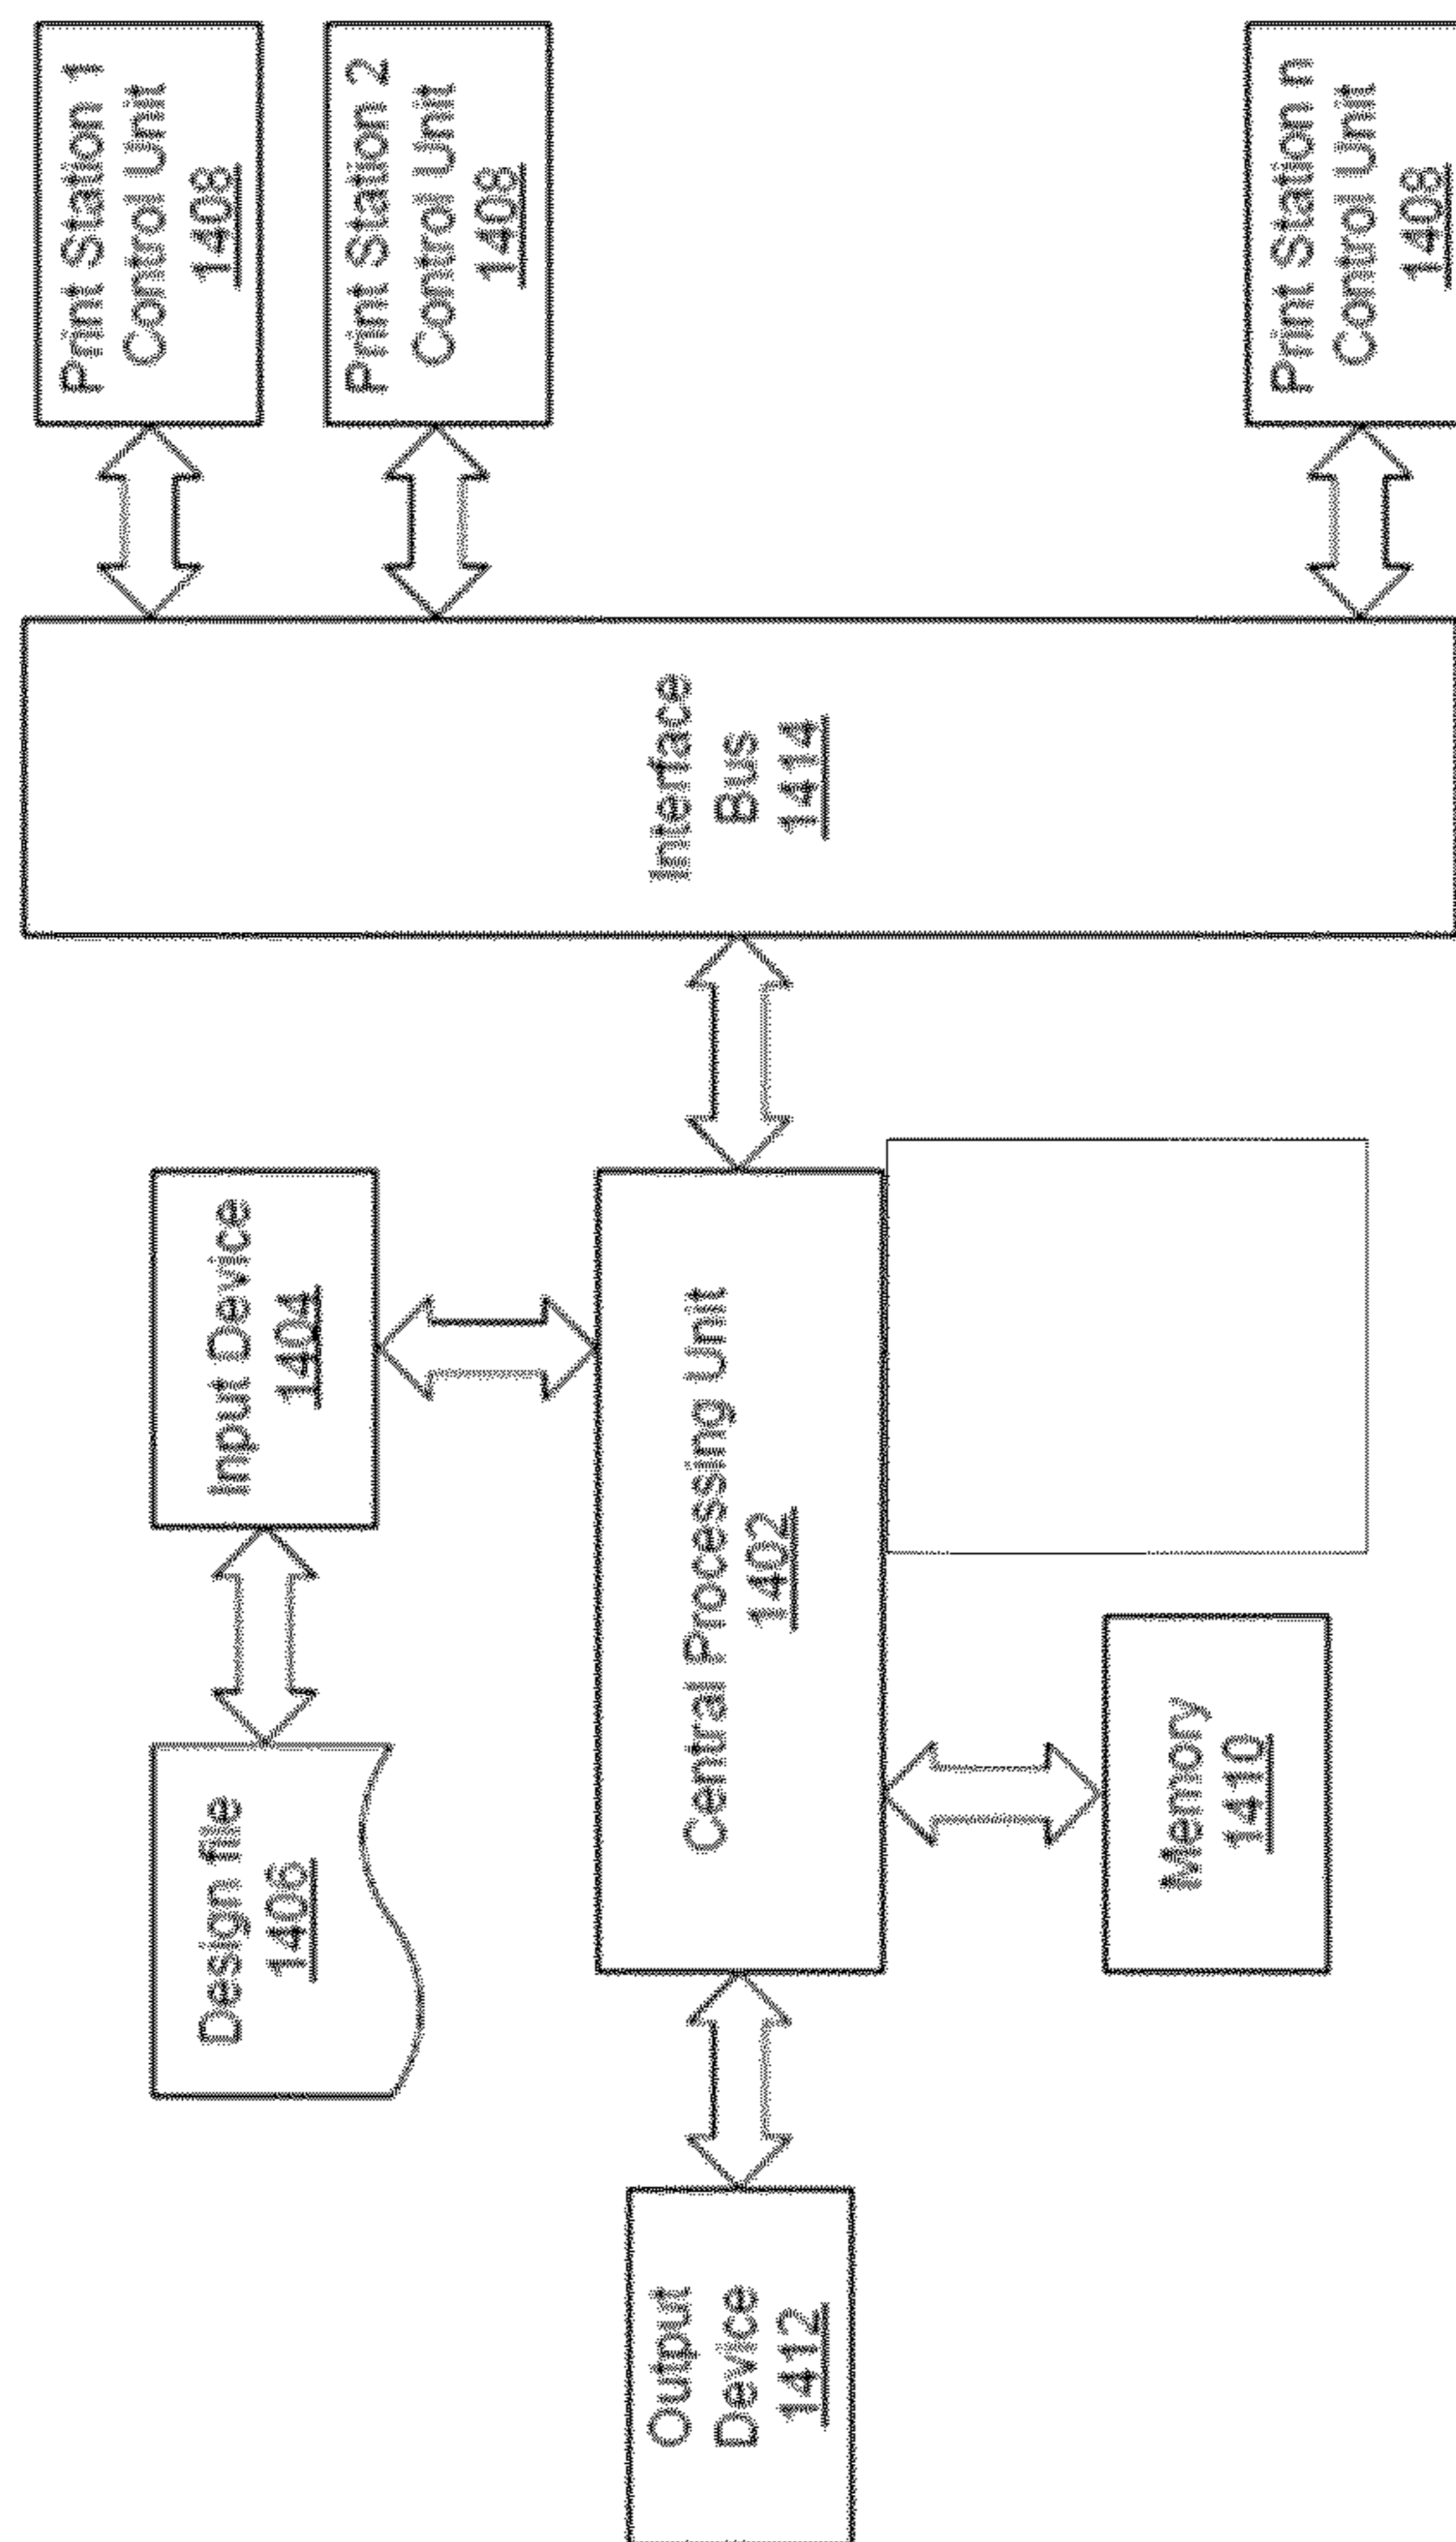 Design file
1406
Input Device
1404
Print Station 1
Control Unit
1408
Print Station 2
Control Unit
1408
Output
Device
1412
Central Processing Unit
1402
Interface
Bus
1414
Memory
1410
Print Station n
Control Unit
1408